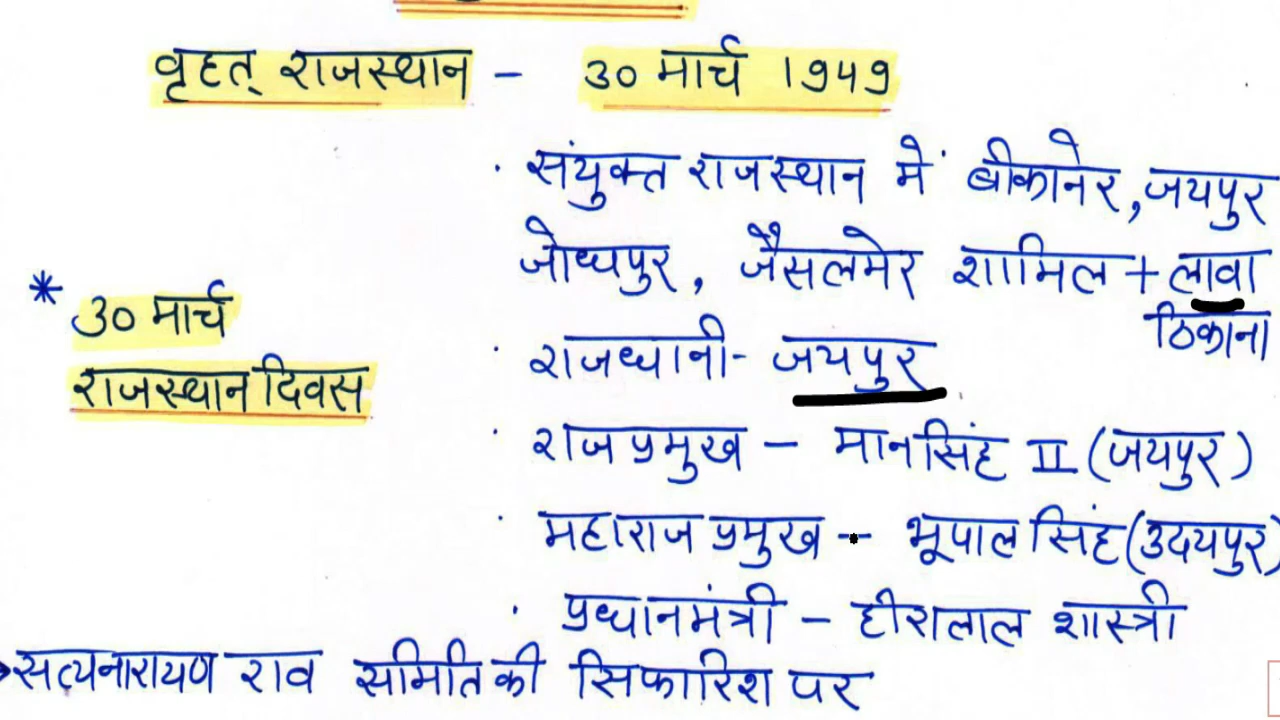 वृहत् राजस्थान - 30 मार्च 1949
· संयुक्त राजस्थान में बीकानेर, जयपुर
जोधपुर, जैसलमेर शामिल + लावा
ठिकाना
* 30 मार्च
राजस्थान दिवस
· राजधानी - जयपुर
· राज प्रमुख - मानसिंह II (जयपुर)
· महाराज प्रमुख - भूपाल सिंह (उदयपुर)
· प्रधानमंत्री - हीरालाल शास्त्री
→ सत्यनारायण राव समिति की सिफारिश पर